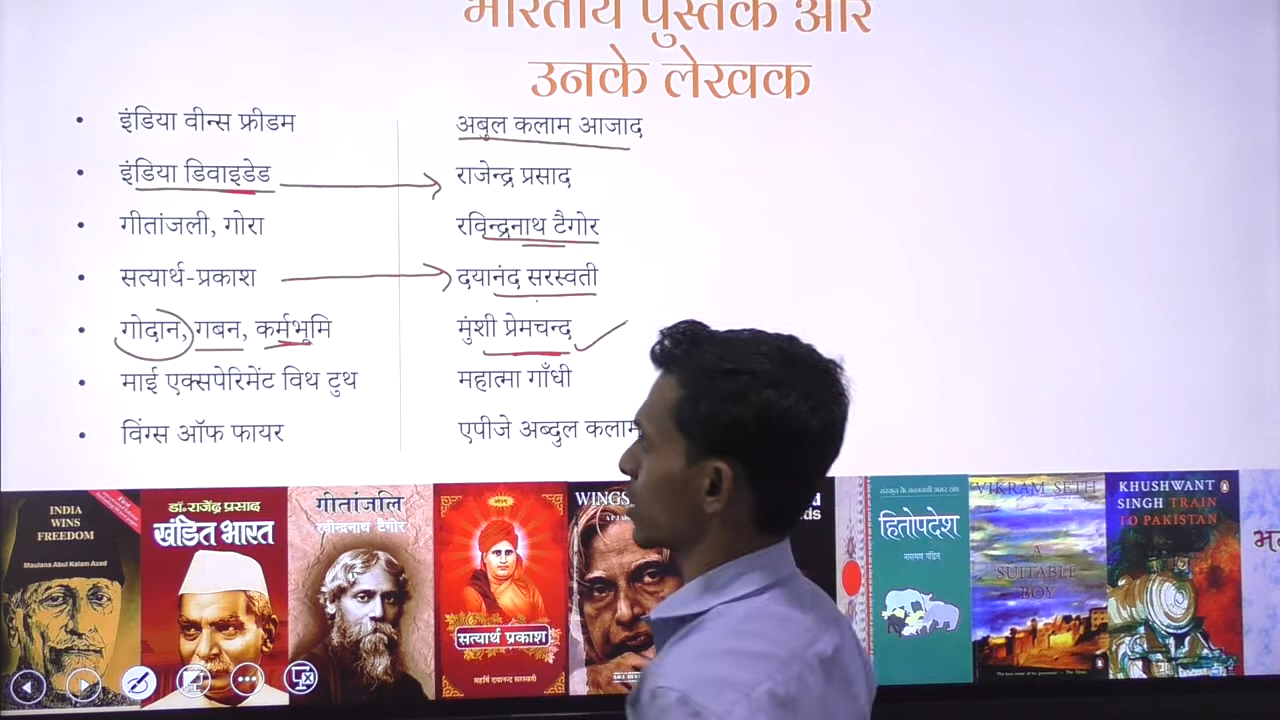 भारतीय पुस्तक और
उनके लेखक
• इंडिया वीन्स फ्रीडम अबुल कलाम आजाद
• इंडिया डिवाइडेड राजेन्द्र प्रसाद
• गीतांजली, गोरा रविन्द्रनाथ टैगोर
• सत्यार्थ-प्रकाश दयानंद सरस्वती
• गोदान, गबन, कर्मभूमि मुंशी प्रेमचन्द
• माई एक्सपेरिमेंट विथ टुथ महात्मा गाँधी
• विंग्स ऑफ फायर एपीजे अब्दुल कलाम
INDIA
WINS
FREEDOM
Maulana Abul Kalam Azad
डॉ. राजेंद्र प्रसाद
खंडित भारत
गीतांजलि
रवीन्द्रनाथ टैगोर
सत्यार्थ प्रकाश
महर्षि दयानन्द सरस्वती
WINGS
हितोपदेश
नारायण पंडित
VIKRAM SETH
A
SUITABLE
BOY
KHUSHWANT
SINGH TRAIN
TO PAKISTAN